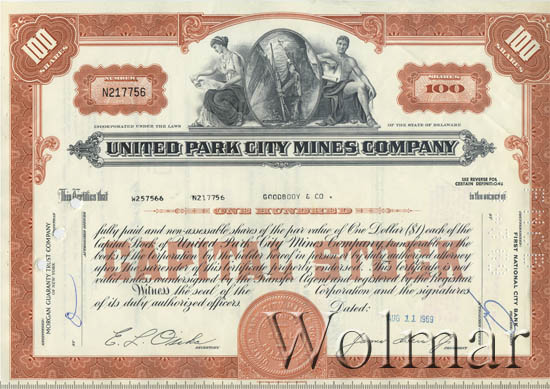 100 SHARES
100 SHARES
NUMBER
N217756
SHARES
100
INCORPORATED UNDER THE LAWS
OF THE STATE OF DELAWARE
UNITED PARK CITY MINES COMPANY
SEE REVERSE FOR
CERTAIN DEFINITIONS
This Certifies that
W257566 N217756 GOODBODY & CO.
is the owner of
ONE HUNDRED
fully paid and non-assessable shares of the par value of One Dollar ($1) each of the
Capital Stock of United Park City Mines Company, transferable on the
books of the Corporation by the holder hereof in person or by duly authorized attorney
upon surrender of this certificate properly endorsed. This certificate is
not valid unless countersigned by the Transfer Agent and registered by the Registrar.
Witness the seal of the Corporation and the signatures
of its duly authorized officers.
CAPITAL STOCK
Dated:
AUG 11 1969
SECRETARY
MORGAN GUARANTY TRUST COMPANY
OF NEW YORK
FIRST NATIONAL CITY BANK
Wolmar